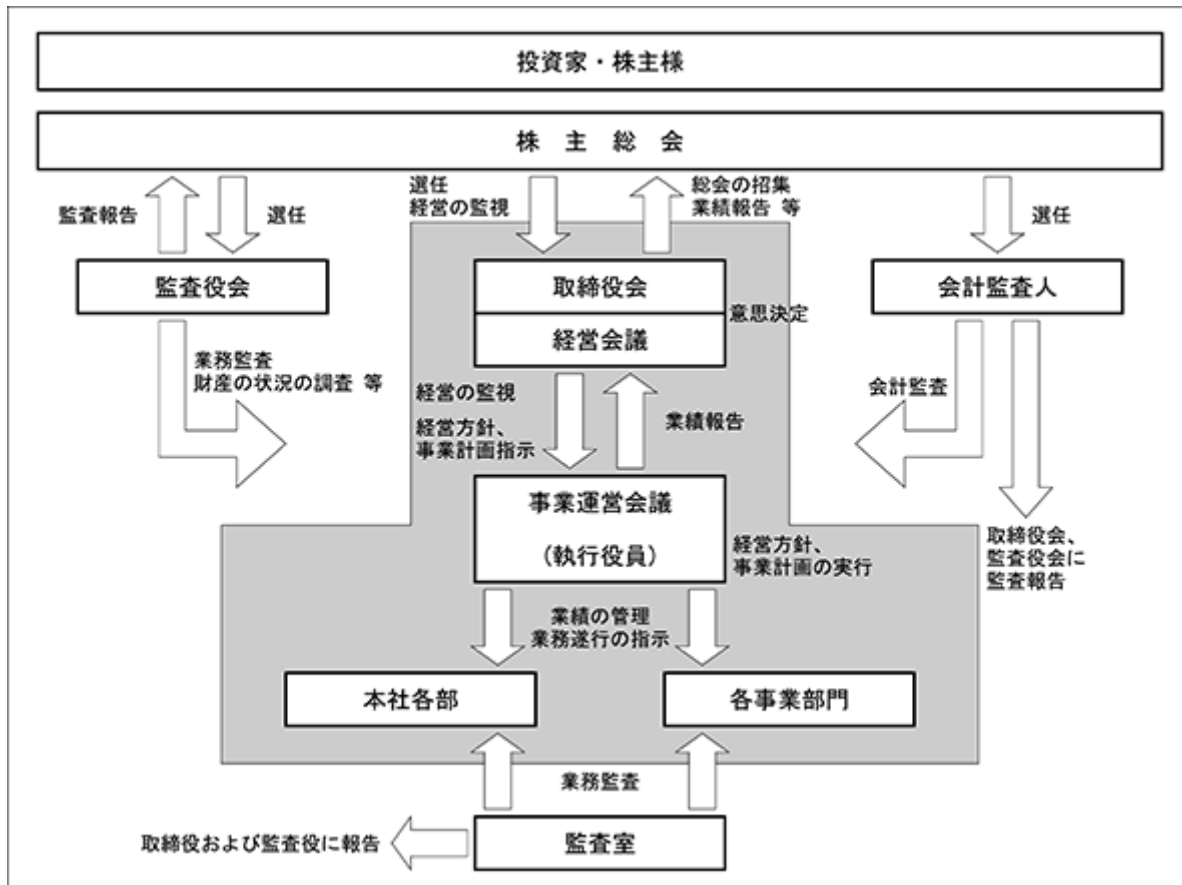 投資家・株主様
株 主 総 会
監査報告
選任
選任
経営の監視
総会の招集
業績報告 等
選任
監査役会
取締役会
経営会議
意思決定
会計監査人
業務監査
財産の状況の調査 等
経営の監視
経営方針、
事業計画指示
業績報告
会計監査
事業運営会議
(執行役員)
経営方針、
事業計画の実行
取締役会、
監査役会に
監査報告
業績の管理
業務遂行の指示
本社各部
各事業部門
業務監査
監査室
取締役および監査役に報告